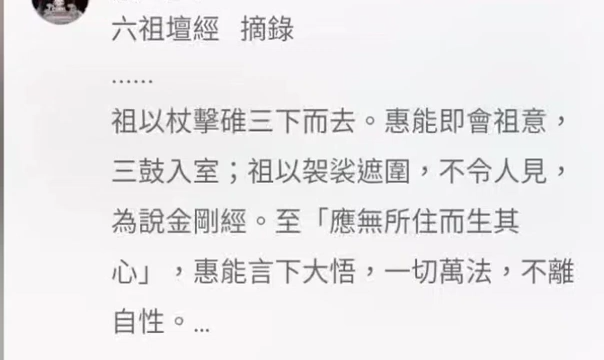 六祖壇經 摘錄
......
祖以杖擊碓三下而去。惠能即會祖意，
三鼓入室；祖以袈裟遮圍，不令人見，
為說金剛經。至「應無所住而生其
心」，惠能言下大悟，一切萬法，不離
自性。...